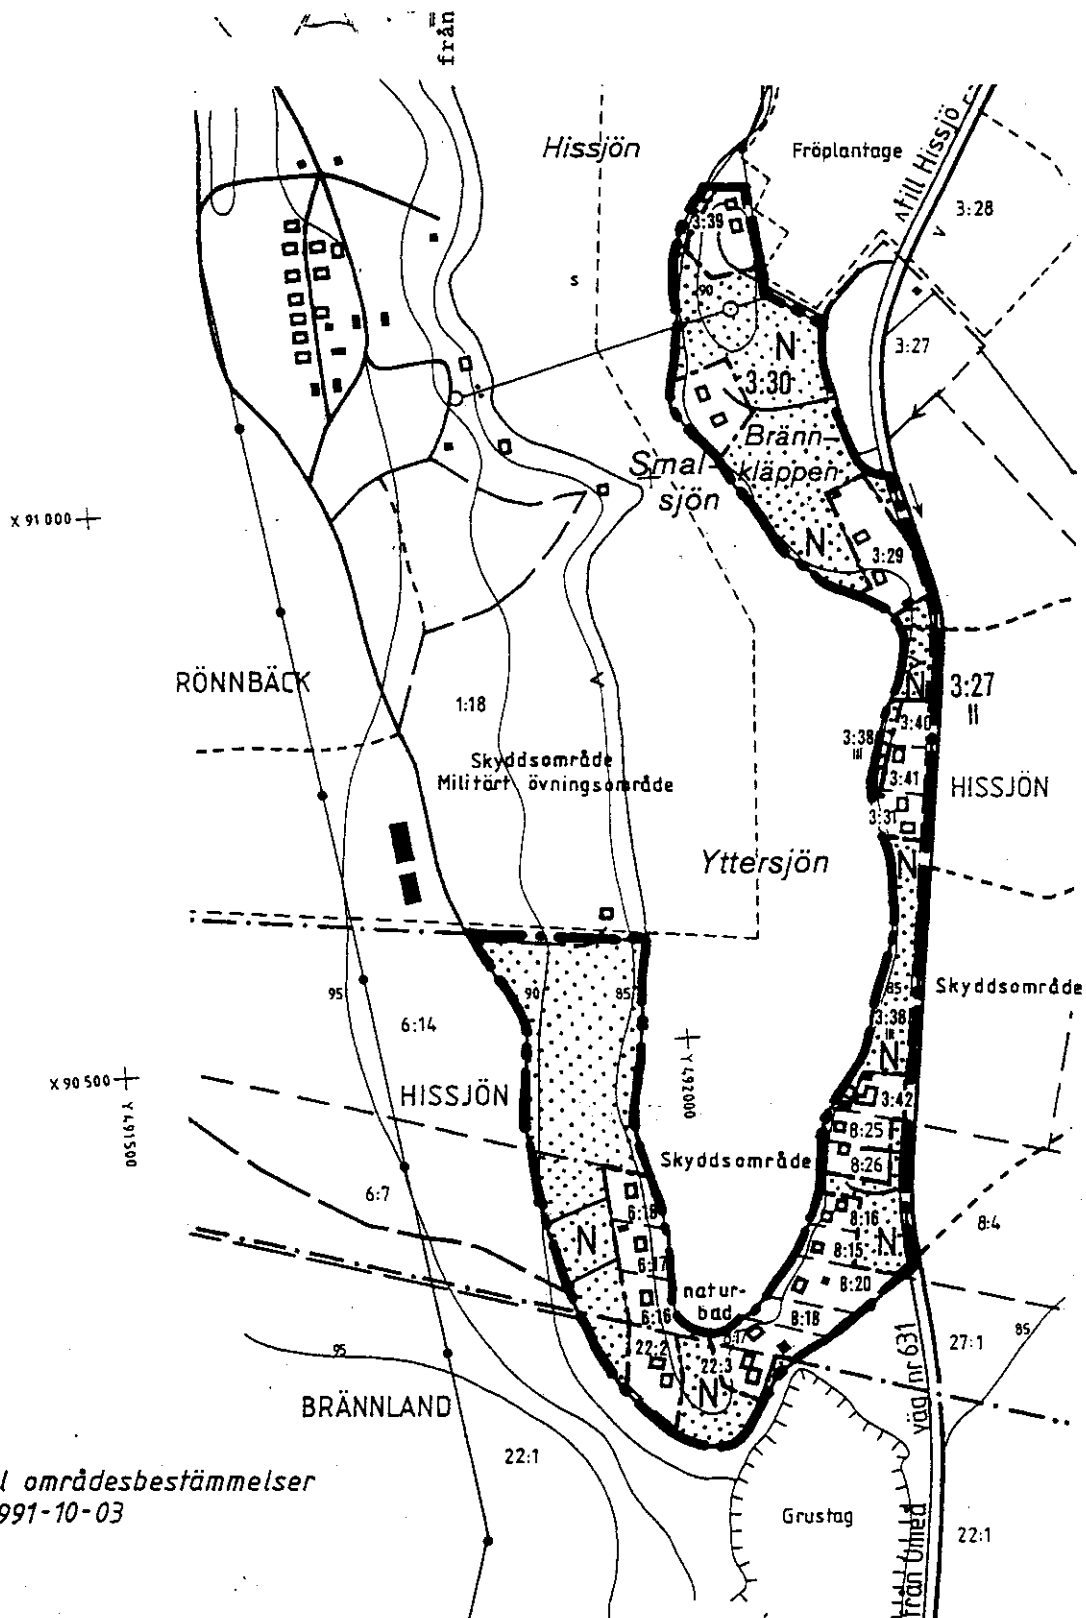 från
Hissjön
Fröplantage
till Hissjö
3:28
3:39
s
90
3:27
N
3:30
Bränn-
kläppen
Smal-
sjön
X 91 000
N
3:29
RÖNNBÄCK
N
3:27
1:18
3:40
3:38
Skyddsområde
Militärt övningsområde
3:41
HISSJÖN
3:31
Yttersjön
N
95
90
85
85
Skyddsområde
6:14
3:38
N
X 90 500
Y 492000
HISSJÖN
3:42
Y 491500
8:25
Skyddsområde
8:26
6:7
6:18
8:16
8:4
N
8:15
N
6:17
8:20
natur-
bad
6:16
8:18
22:2
8:17
27:1
85
95
22:3
N
väg nr 631
BRÄNNLAND
22:1
l områdesbestämmelser
991-10-03
Grustag
från Umeå
22:1